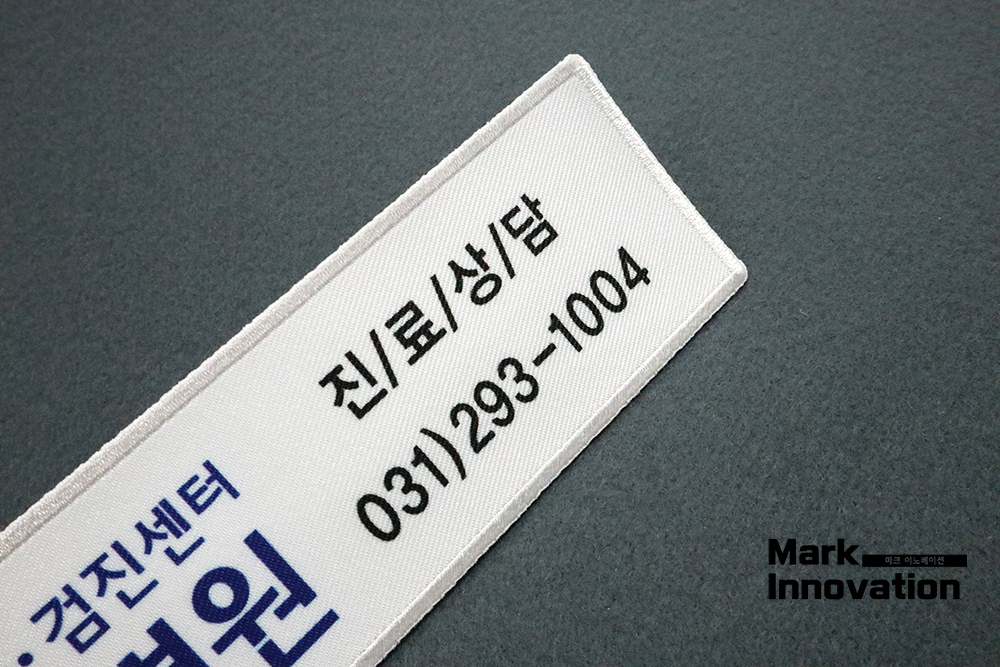 진/료/상/담
031)293-1004
검진센터
원
Mark
마크 이노베이션
Innovation